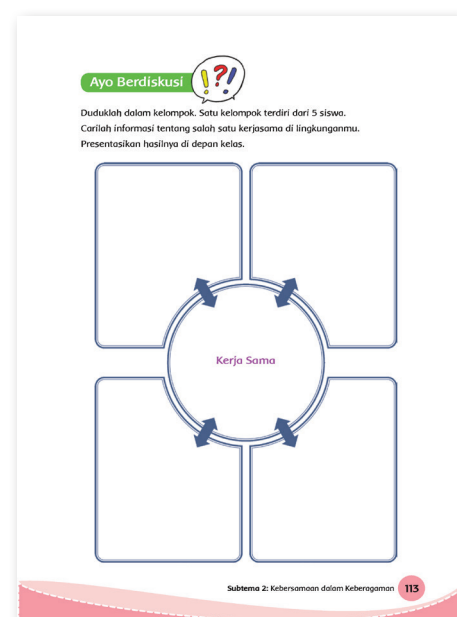 Ayo Berdiskusi
!?!
Duduklah dalam kelompok. Satu kelompok terdiri dari 5 siswa.
Carilah informasi tentang salah satu kerjasama di lingkunganmu.
Presentasikan hasilnya di depan kelas.
Kerja Sama
Subtema 2: Kebersamaan dalam Keberagaman 113